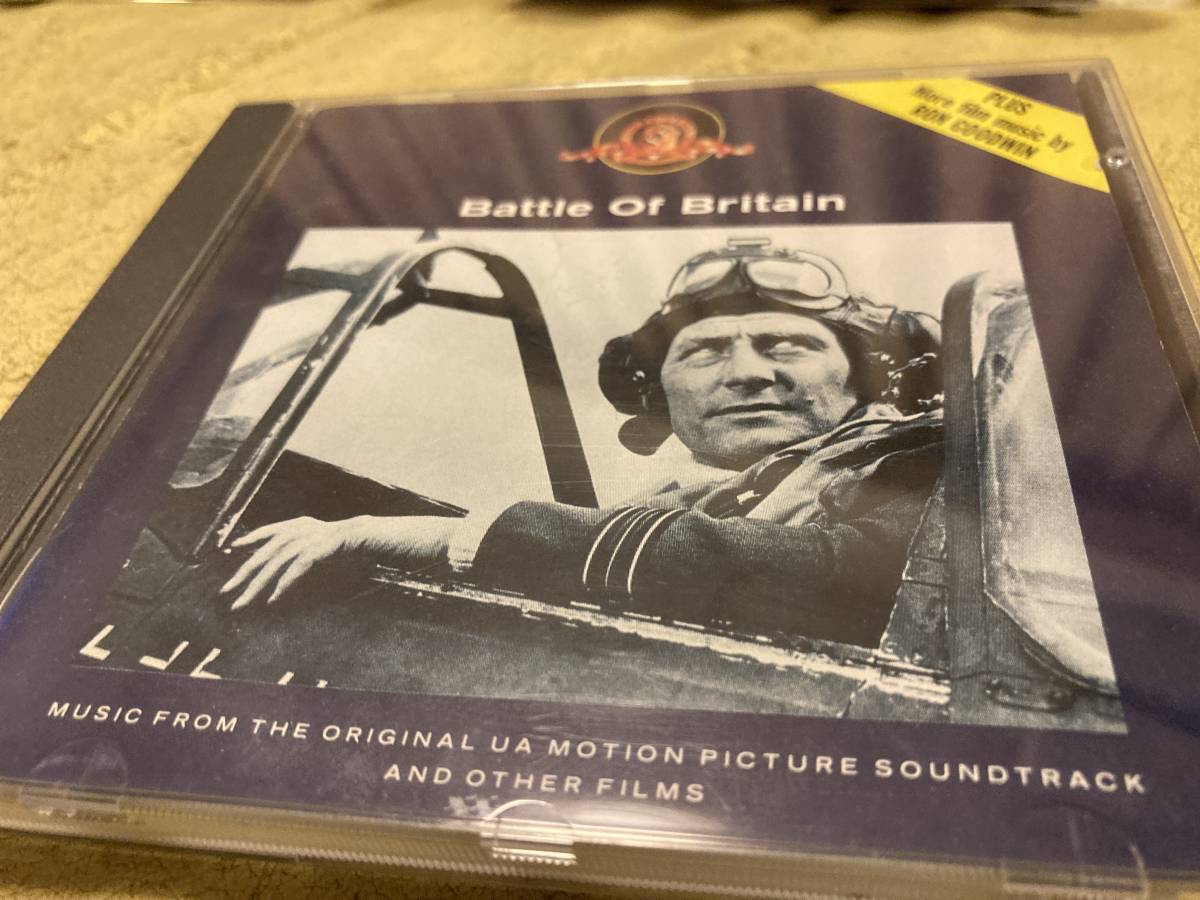 PLUS
More film music by
RON GOODWIN
Battle Of Britain
MUSIC FROM THE ORIGINAL UA MOTION PICTURE SOUNDTRACK
AND OTHER FILMS